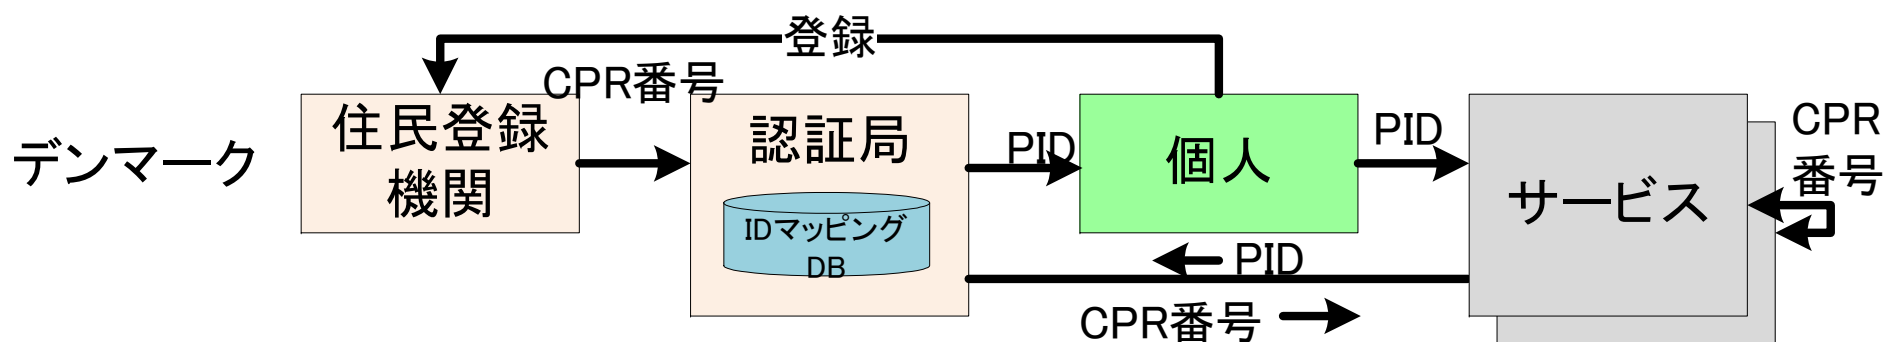 登録
CPR番号
デンマーク
住民登録
機関
認証局
IDマッピング
DB
PID
個人
PID
サービス
CPR
番号
PID
CPR番号